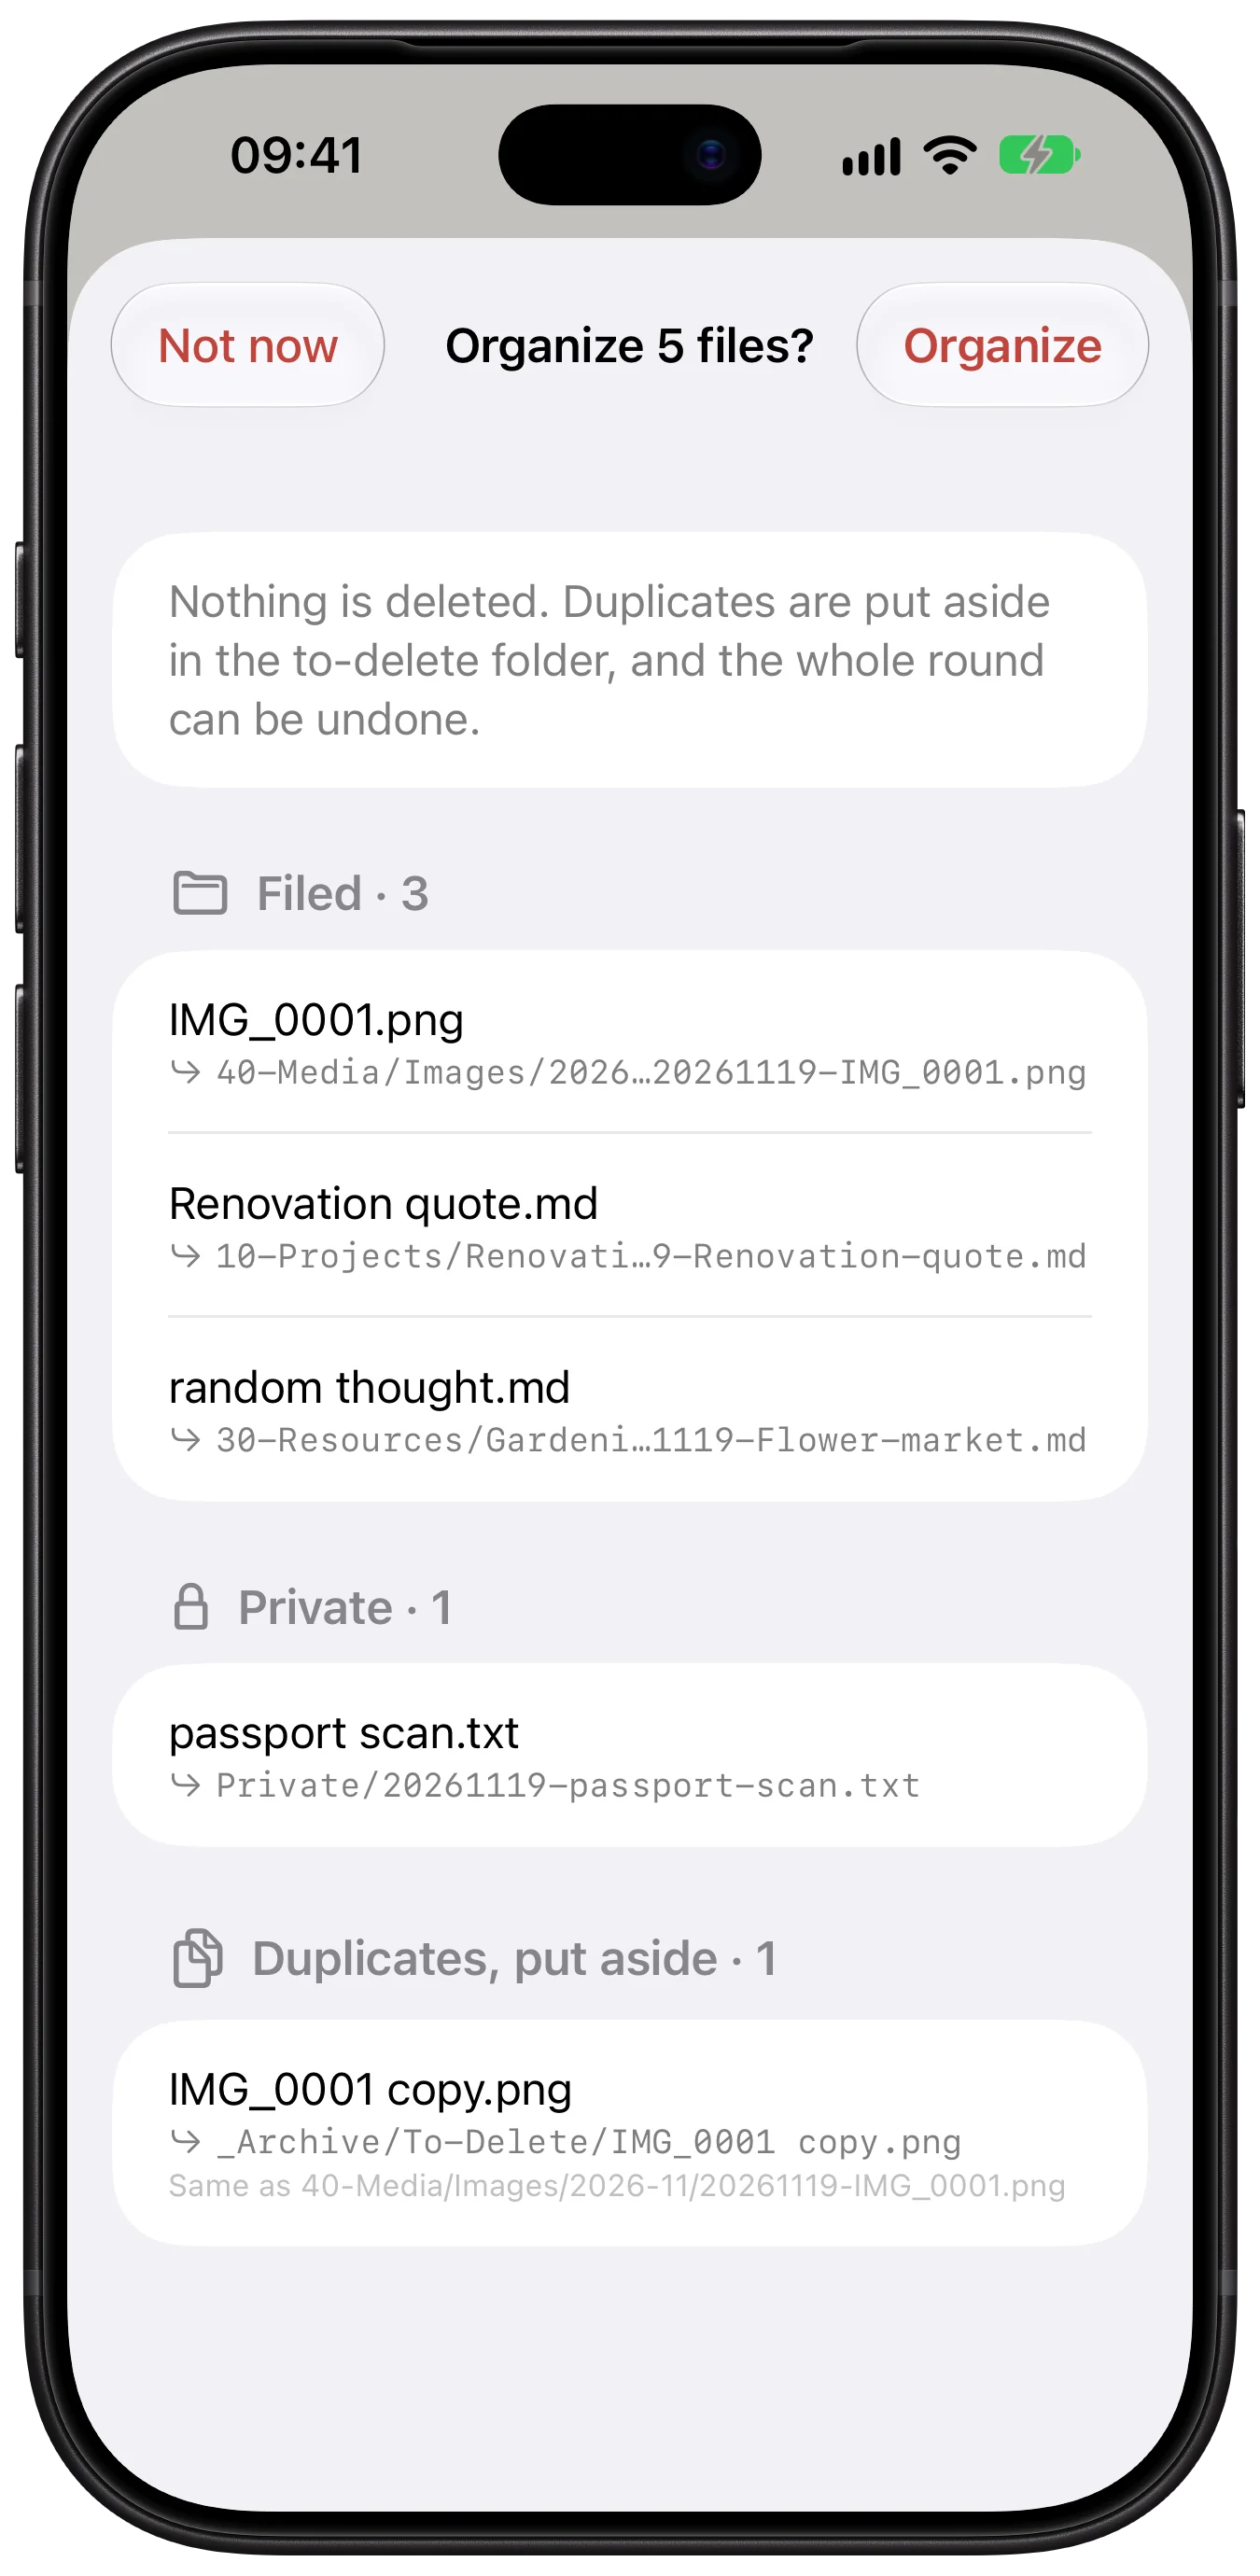 09:41
Not now
Organize 5 files?
Organize
Nothing is deleted. Duplicates are put aside
in the to-delete folder, and the whole round
can be undone.
Filed · 3
IMG_0001.png
↪ 40-Media/Images/2026…20261119-IMG_0001.png
Renovation quote.md
↪ 10-Projects/Renovati…9-Renovation-quote.md
random thought.md
↪ 30-Resources/Gardeni…1119-Flower-market.md
Private · 1
passport scan.txt
↪ Private/20261119-passport-scan.txt
Duplicates, put aside · 1
IMG_0001 copy.png
↪ _Archive/To-Delete/IMG_0001 copy.png
Same as 40-Media/Images/2026-11/20261119-IMG_0001.png